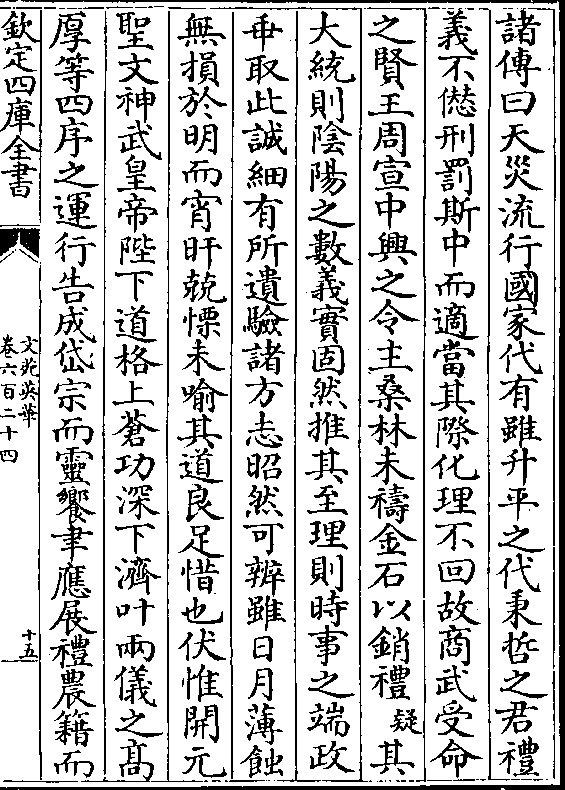 諸傳曰天災流行國家代有雖升平之代秉哲之君禮
義不僁刑罰斯中而適當其際化理不回故商武受命
之賢王周宣中興之令主桑林未禱金石以銷禮疑其
大統則陰陽之數義實固然推其至理則時事之端政
毌取此誠細有所遺驗諸方志昭然可辨雖日月薄蝕
無損於明而宵旰兢慄未喻其道良足惜也伏惟開元
聖文神武皇帝陛下道格上蒼功深下濟叶兩儀之髙
厚等四序之運行告成岱宗而靈饗聿應展禮農籍而
欽定四庫全書
文苑英華
卷六百二十四
十五